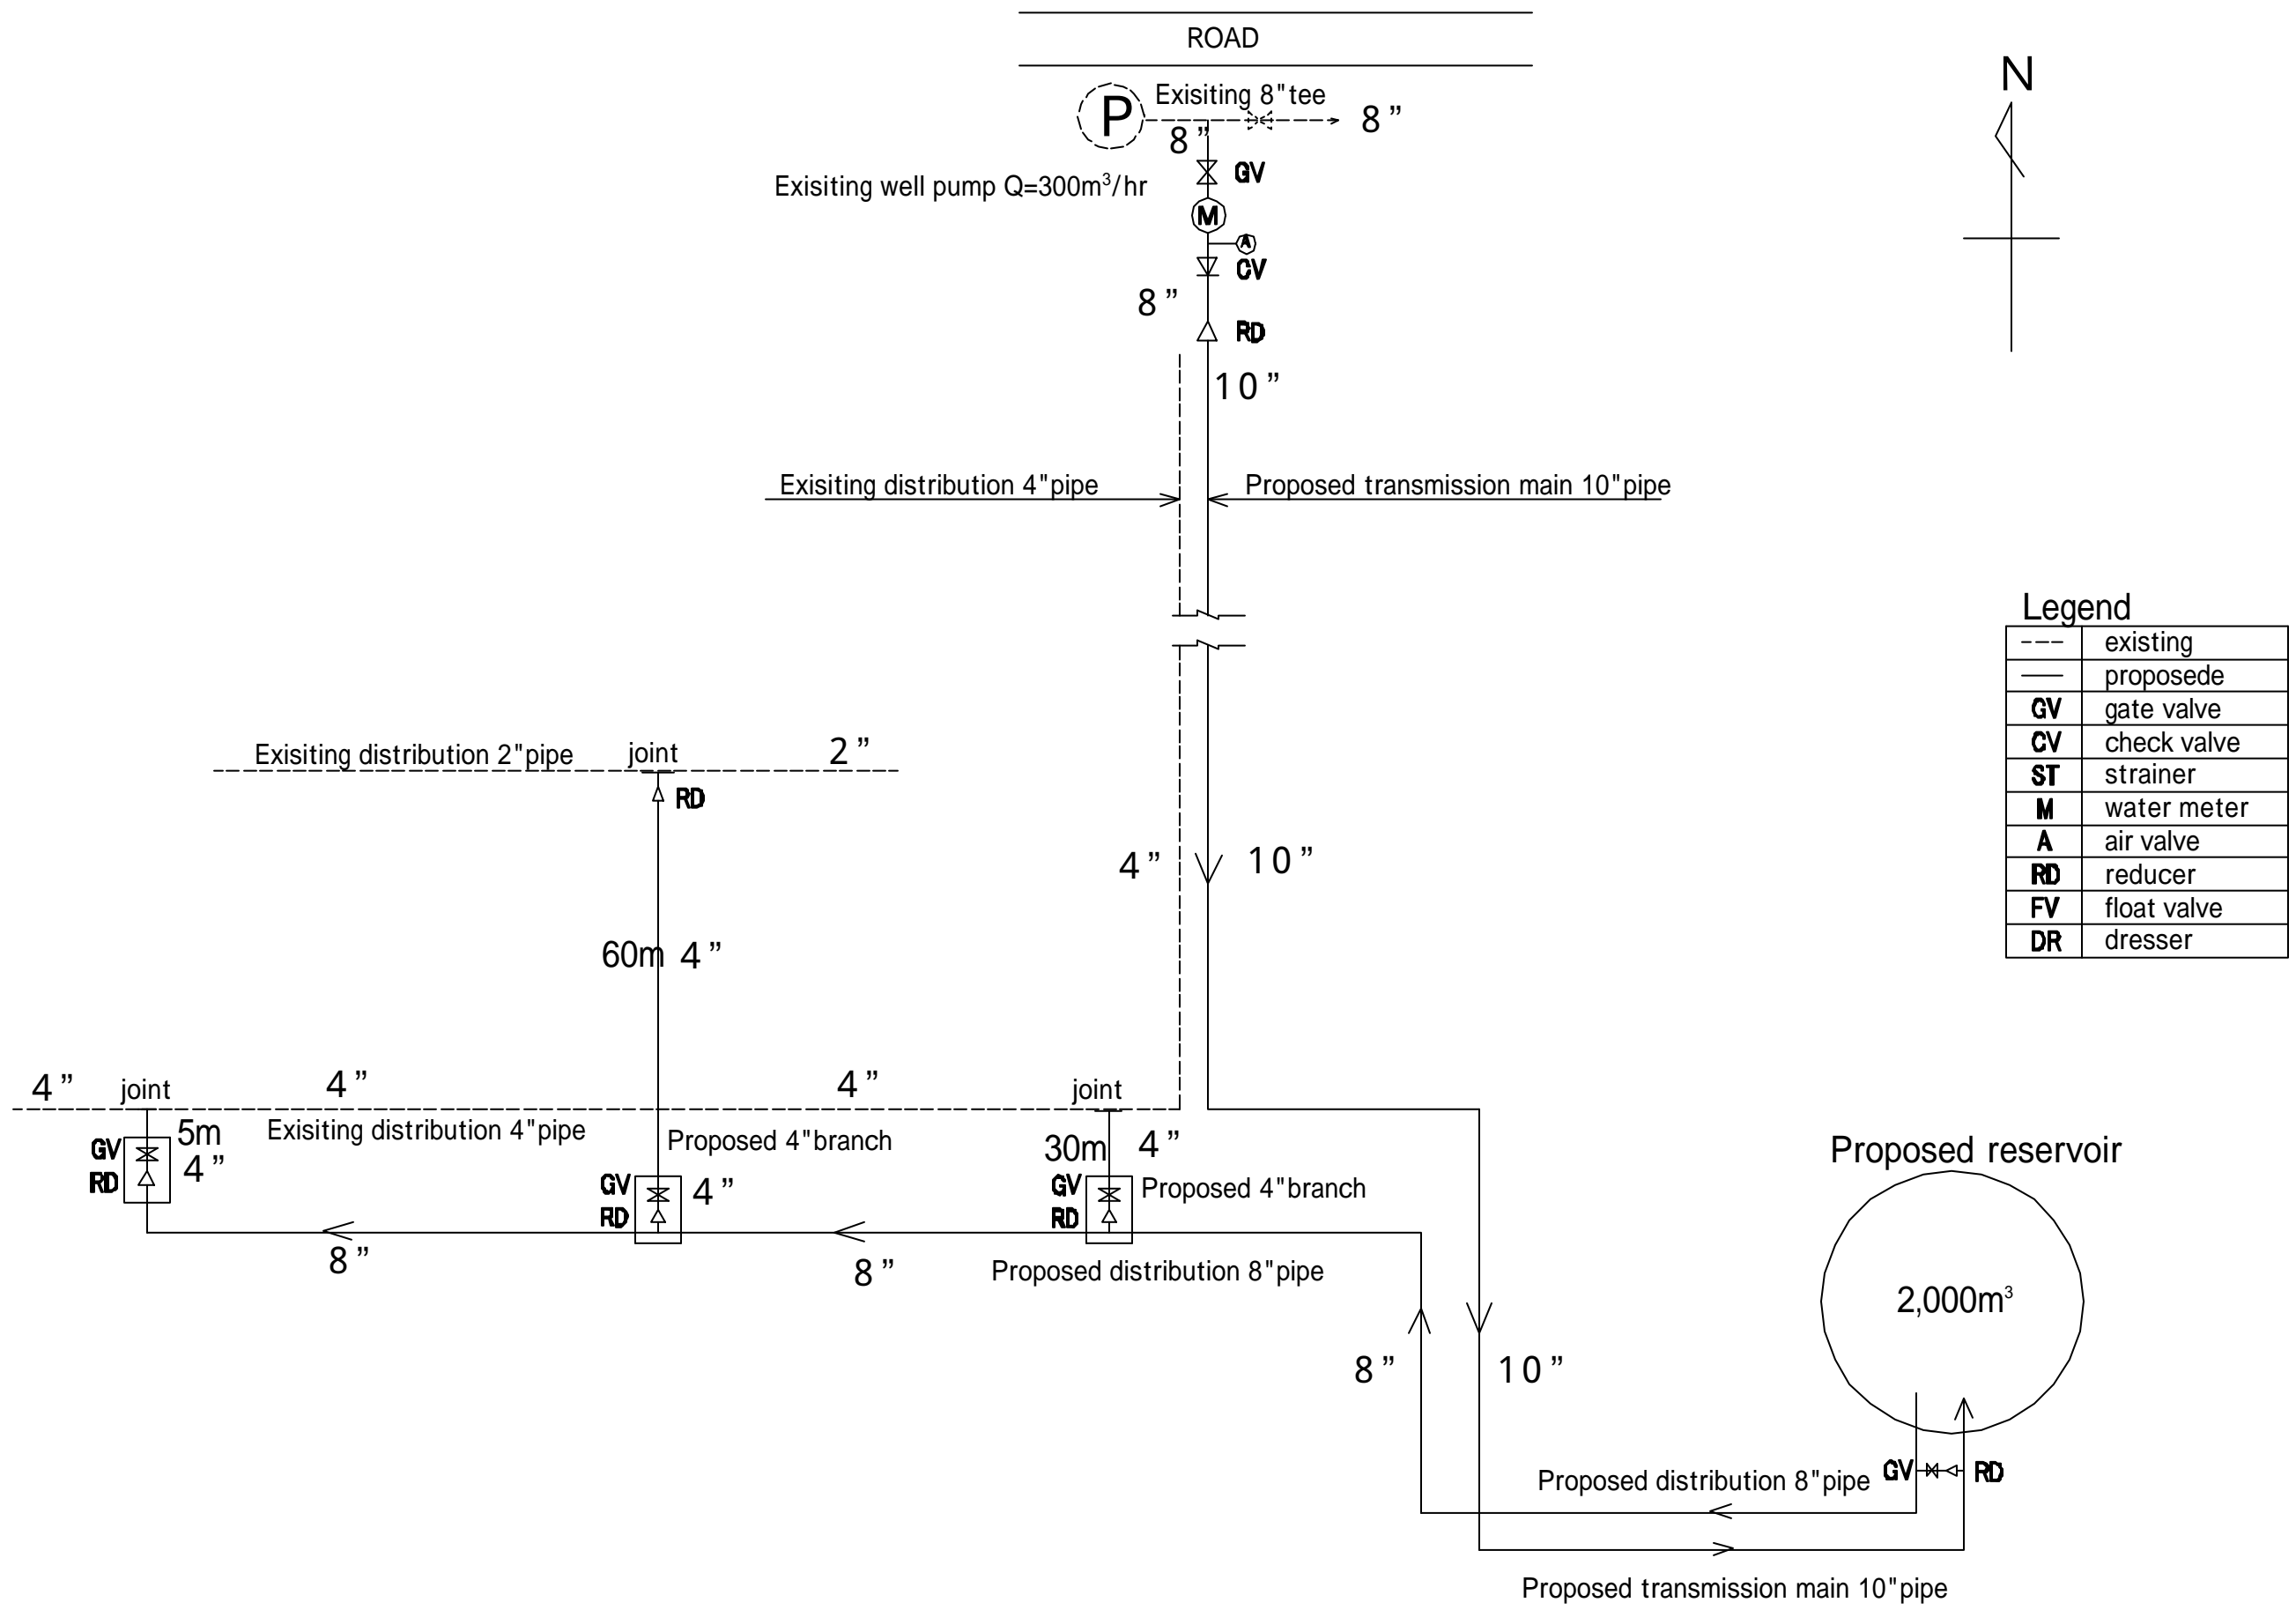 ROAD
N
Exisiting 8"tee
P
8”
8”
GV
Exisiting well pump Q=300m³/hr
M
A
CV
8”
RD
10”
Exisiting distribution 4"pipe
Proposed transmission main 10"pipe
Legend
existing
proposede
GV gate valve
CV check valve
ST strainer
M water meter
A air valve
RD reducer
FV float valve
DR dresser
Exisiting distribution 2"pipe
joint
2”
RD
4”
10”
60m 4”
4”
joint
4”
4”
joint
5m
Exisiting distribution 4"pipe
Proposed 4"branch
30m
4”
GV
4”
RD
GV
4”
RD
GV
Proposed 4"branch
RD
Proposed reservoir
8”
8”
Proposed distribution 8"pipe
2,000m³
8”
10”
Proposed distribution 8"pipe
GV
RD
Proposed transmission main 10"pipe